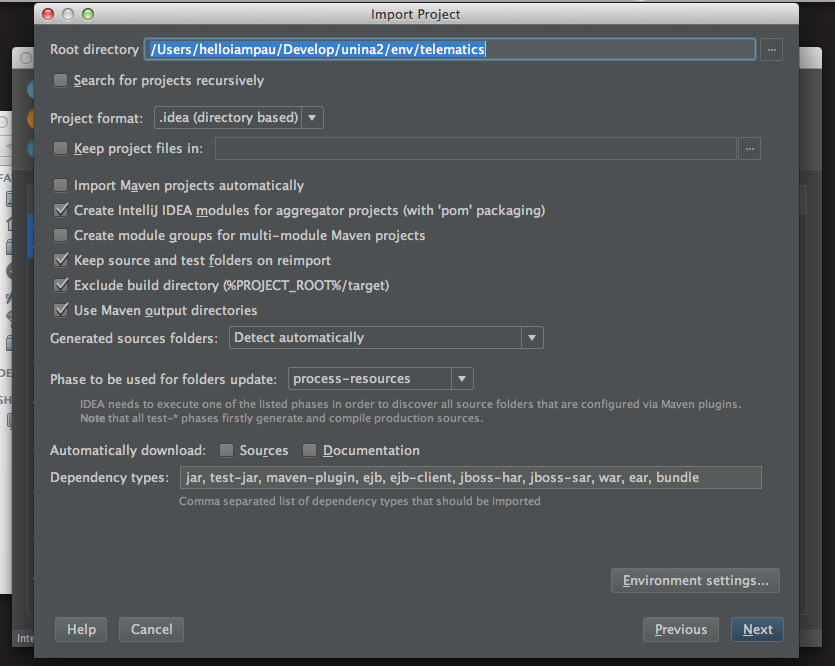 Import Project
Root directory /Users/helloiampau/Develop/unina2/env/telematics ...
Search for projects recursively
Project format: .idea (directory based)
Keep project files in: ...
FA
Import Maven projects automatically
Create IntelliJ IDEA modules for aggregator projects (with 'pom' packaging)
Create module groups for multi-module Maven projects
Keep source and test folders on reimport
Exclude build directory (%PROJECT_ROOT%/target)
Use Maven output directories
Generated sources folders: Detect automatically
DE
Phase to be used for folders update: process-resources
SH
IDEA needs to execute one of the listed phases in order to discover all source folders that are configured via Maven plugins.
Note that all test-* phases firstly generate and compile production sources.
Automatically download: Sources Documentation
Dependency types: jar, test-jar, maven-plugin, ejb, ejb-client, jboss-har, jboss-sar, war, ear, bundle
Comma separated list of dependency types that should be imported
Environment settings...
Help Cancel Previous Next
Inte